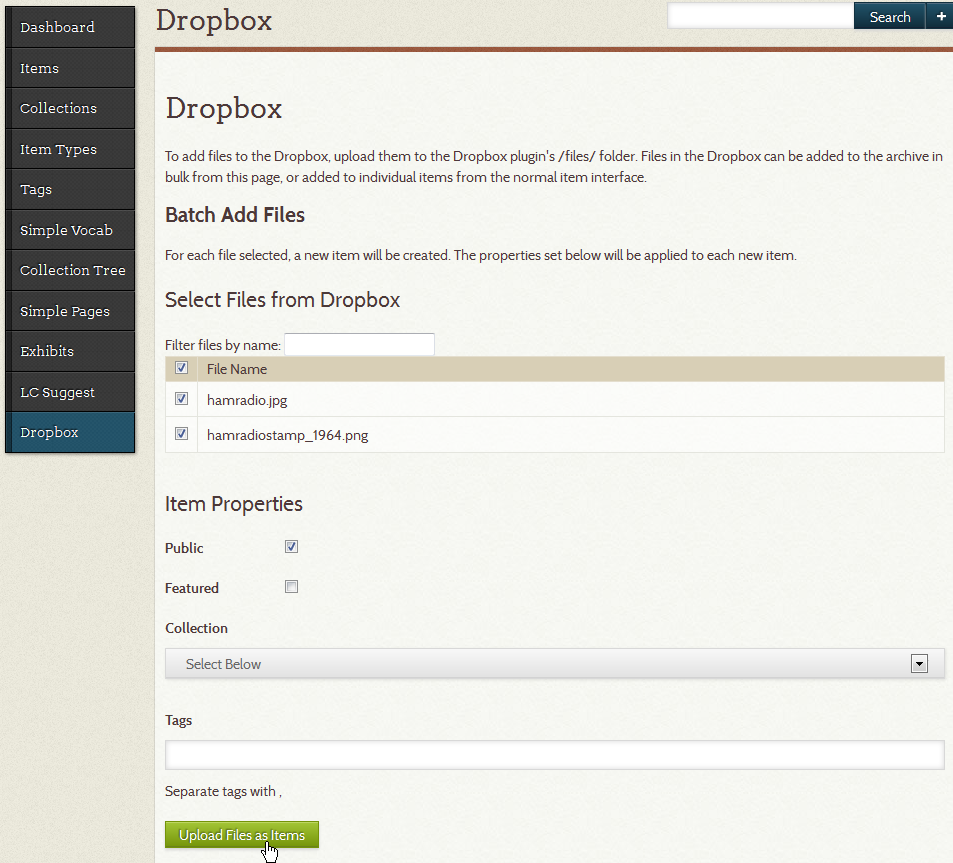 Dashboard
Items
Collections
Item Types
Tags
Simple Vocab
Collection Tree
Simple Pages
Exhibits
LC Suggest
Dropbox
Dropbox
Search +
Dropbox
To add files to the Dropbox, upload them to the Dropbox plugin's /files/ folder. Files in the Dropbox can be added to the archive in
bulk from this page, or added to individual items from the normal item interface.
Batch Add Files
For each file selected, a new item will be created. The properties set below will be applied to each new item.
Select Files from Dropbox
Filter files by name:
File Name
hamradio.jpg
hamradiostamp_1964.png
Item Properties
Public
Featured
Collection
Select Below
Tags
Separate tags with ,
Upload Files as Items